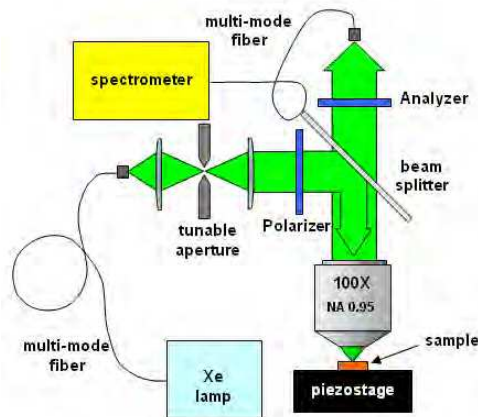 multi-mode
fiber
spectrometer
Analyzer
beam
splitter
tunable
aperture
Polarizer
100X
NA 0.95
multi-mode
fiber
Xe
lamp
sample
piezostage